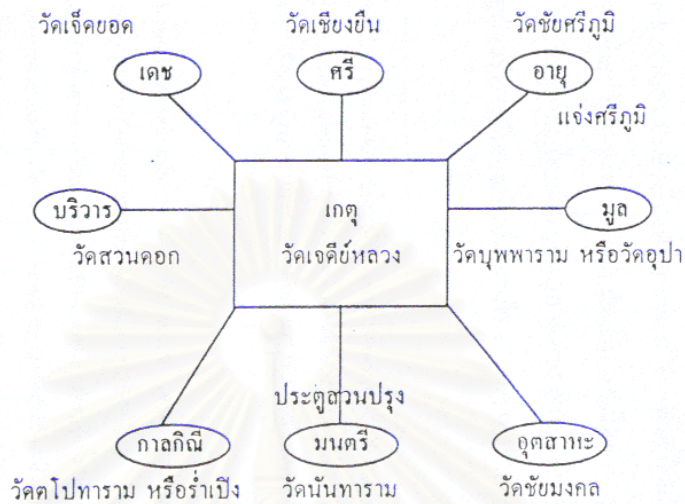 วัดเจ็ดยอด วัดเชียงยืน วัดชัยศรีภูมิ
เดช ศรี อายุ
แจ่งศรีภูมิ
บริวาร เกตุ มูล
วัดสวนดอก วัดเจดีย์หลวง วัดบุพพาราม หรือวัดอุปา
ประตูสวนปรุง
กาลกิณี มนตรี อุตสาหะ
วัดตโปทาราม หรือร่ำเปิง วัดนันทาราม วัดชัยมงคล